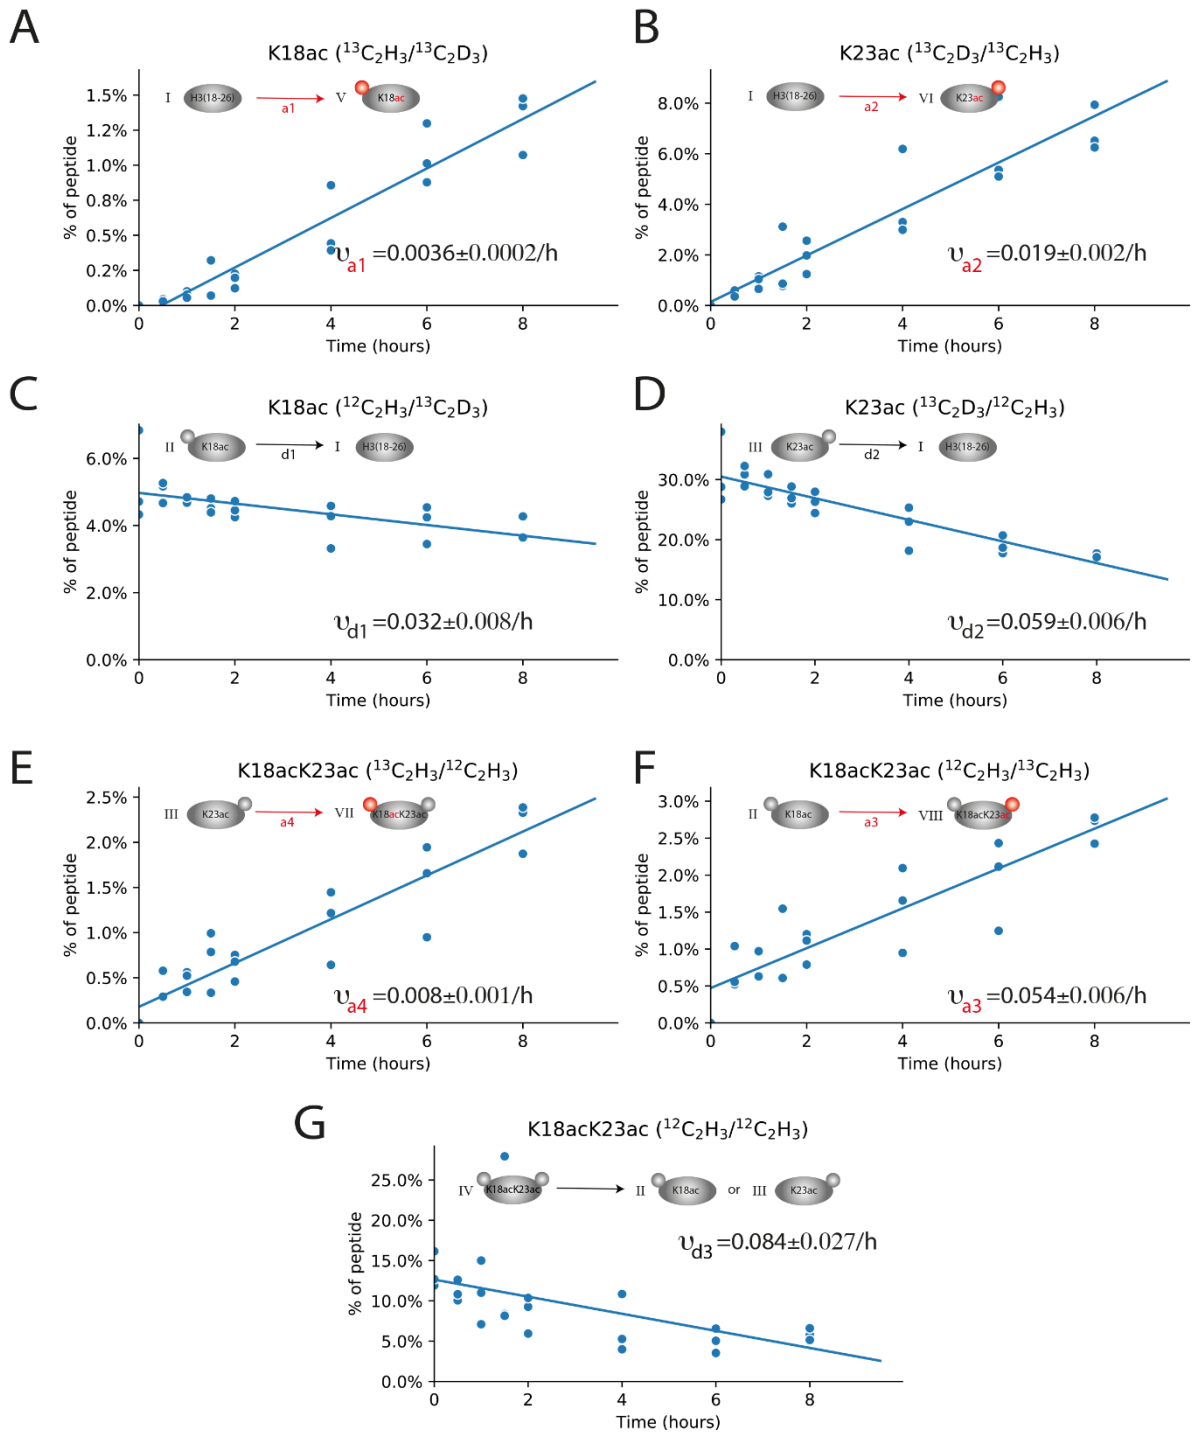 A
K18ac (¹³C₂H₃/¹³C₂D₃)
% of peptide
1.5%
1.2%
1.0%
0.8%
0.5%
0.2%
0.0%
I H3(18-26) a1 V K18ac
υa1 =0.0036±0.0002/h
0 2 4 6 8
Time (hours)
B
K23ac (¹³C₂D₃/¹³C₂H₃)
% of peptide
8.0%
6.0%
4.0%
2.0%
0.0%
I H3(18-26) a2 VI K23ac
υa2 =0.019±0.002/h
0 2 4 6 8
Time (hours)
C
K18ac (¹²C₂H₃/¹³C₂D₃)
% of peptide
6.0%
4.0%
2.0%
0.0%
II K18ac d1 I H3(18-26)
υd1 =0.032±0.008/h
0 2 4 6 8
Time (hours)
D
K23ac (¹³C₂D₃/¹²C₂H₃)
% of peptide
30.0%
20.0%
10.0%
0.0%
III K23ac d2 I H3(18-26)
υd2 =0.059±0.006/h
0 2 4 6 8
Time (hours)
E
K18acK23ac (¹³C₂H₃/¹²C₂H₃)
% of peptide
2.5%
2.0%
1.5%
1.0%
0.5%
0.0%
III K23ac a4 VII K18acK23ac
υa4 =0.008±0.001/h
0 2 4 6 8
Time (hours)
F
K18acK23ac (¹²C₂H₃/¹³C₂H₃)
% of peptide
3.0%
2.5%
2.0%
1.5%
1.0%
0.5%
0.0%
II K18ac a3 VIII K18acK23ac
υa3 =0.054±0.006/h
0 2 4 6 8
Time (hours)
G
K18acK23ac (¹²C₂H₃/¹²C₂H₃)
% of peptide
25.0%
20.0%
15.0%
10.0%
5.0%
0.0%
IV K18acK23ac II K18ac or III K23ac
υd3 =0.084±0.027/h
0 2 4 6 8
Time (hours)